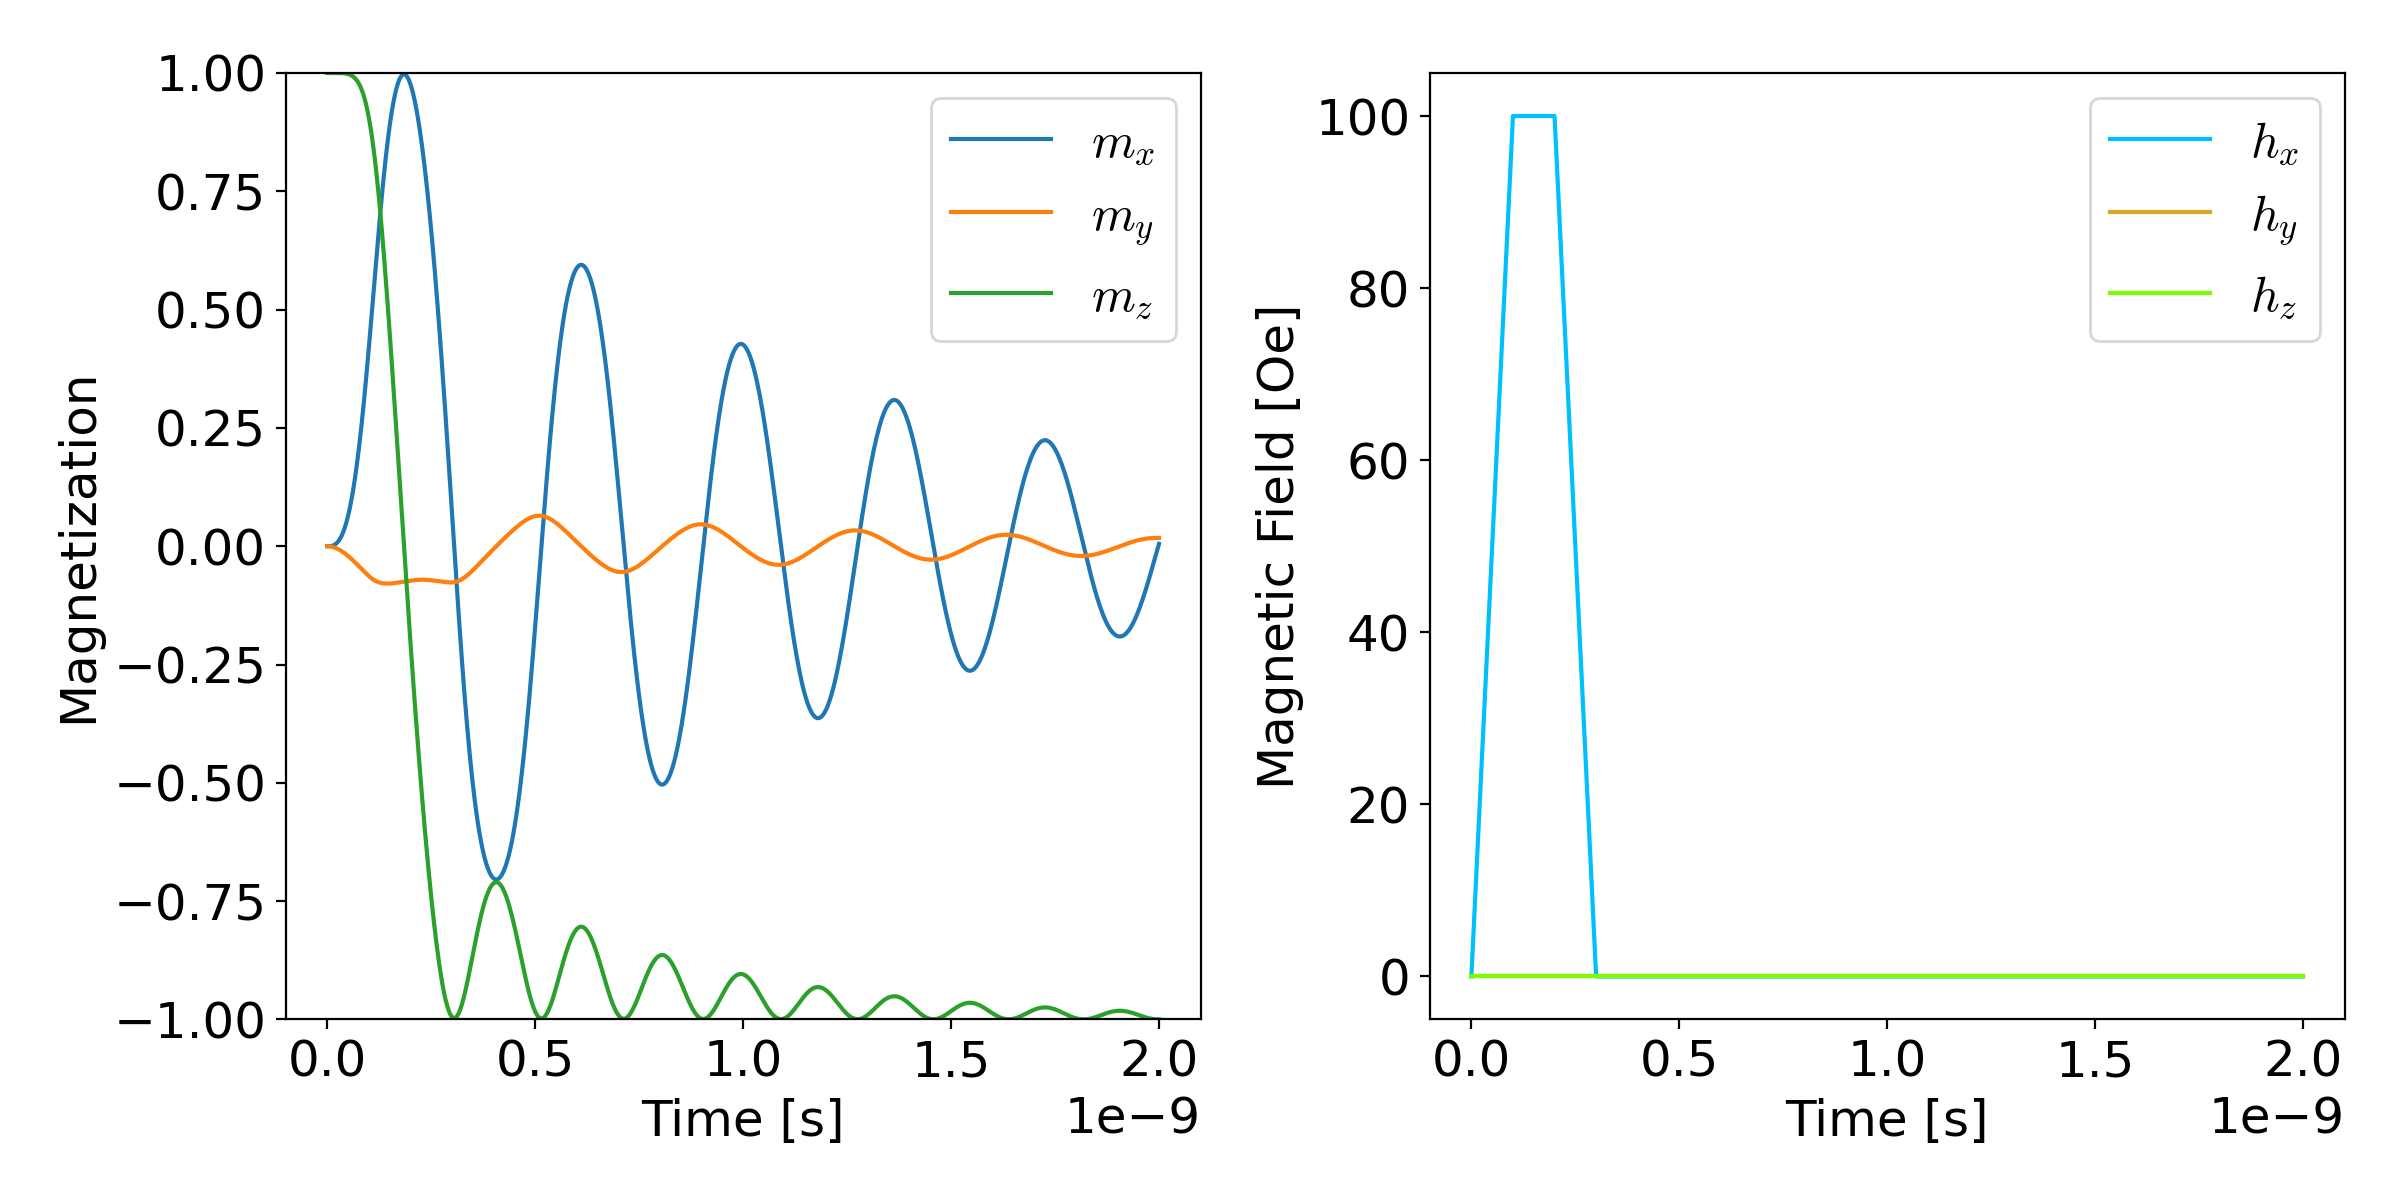 Magnetization
1.00
0.75
0.50
0.25
0.00
−0.25
−0.50
−0.75
−1.00
0.0 0.5 1.0 1.5 2.0
Time [s]
1e−9
m_x
m_y
m_z
Magnetic Field [Oe]
100
80
60
40
20
0
0.0 0.5 1.0 1.5 2.0
Time [s]
1e−9
h_x
h_y
h_z